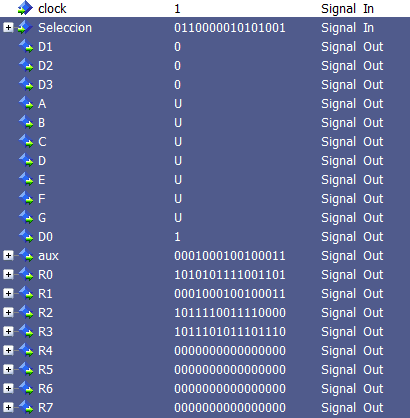 clock 1 Signal In
Seleccion 0110000010101001 Signal In
D1 0 Signal Out
D2 0 Signal Out
D3 0 Signal Out
A U Signal Out
B U Signal Out
C U Signal Out
D U Signal Out
E U Signal Out
F U Signal Out
G U Signal Out
D0 1 Signal Out
aux 0001000100100011 Signal Out
R0 1010101111001101 Signal Out
R1 0001000100100011 Signal Out
R2 1011110011110000 Signal Out
R3 1011101011101110 Signal Out
R4 0000000000000000 Signal Out
R5 0000000000000000 Signal Out
R6 0000000000000000 Signal Out
R7 0000000000000000 Signal Out